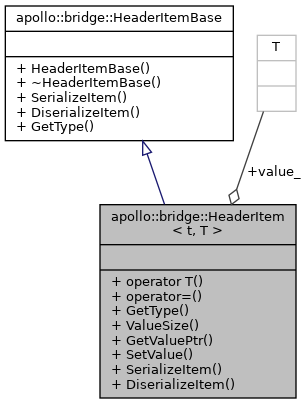 apollo::bridge::HeaderItemBase
+ HeaderItemBase()
+ ~HeaderItemBase()
+ SerializeItem()
+ DiserializeItem()
+ GetType()
T
+value_
apollo::bridge::HeaderItem
< t, T >
+ operator T()
+ operator=()
+ GetType()
+ ValueSize()
+ GetValuePtr()
+ SetValue()
+ SerializeItem()
+ DiserializeItem()